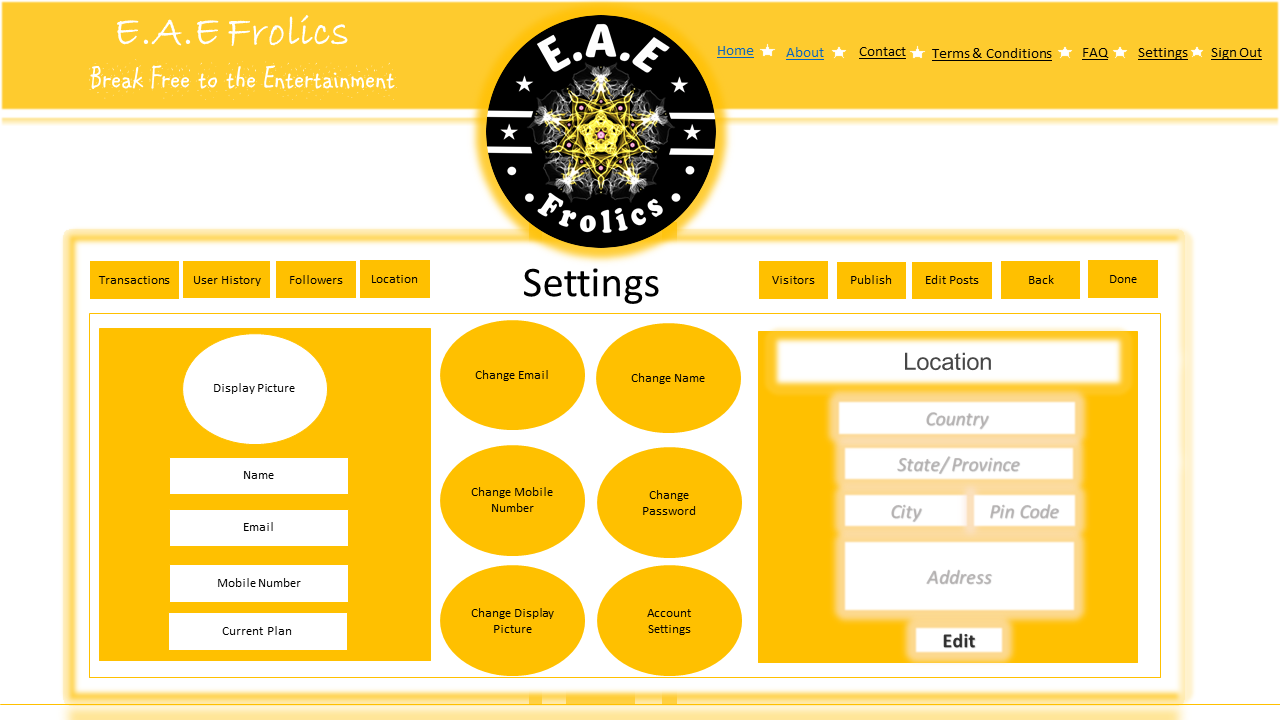 E.A.E Frolics
Break Free to the Entertainment
E.A.E
Frolics
Home
About
Contact
Terms & Conditions
FAQ
Settings
Sign Out
Transactions
User History
Followers
Location
Settings
Visitors
Publish
Edit Posts
Back
Done
Display Picture
Name
Email
Mobile Number
Current Plan
Change Email
Change Name
Change Mobile
Number
Change
Password
Change Display
Picture
Account
Settings
Location
Country
State/ Province
City
Pin Code
Address
Edit